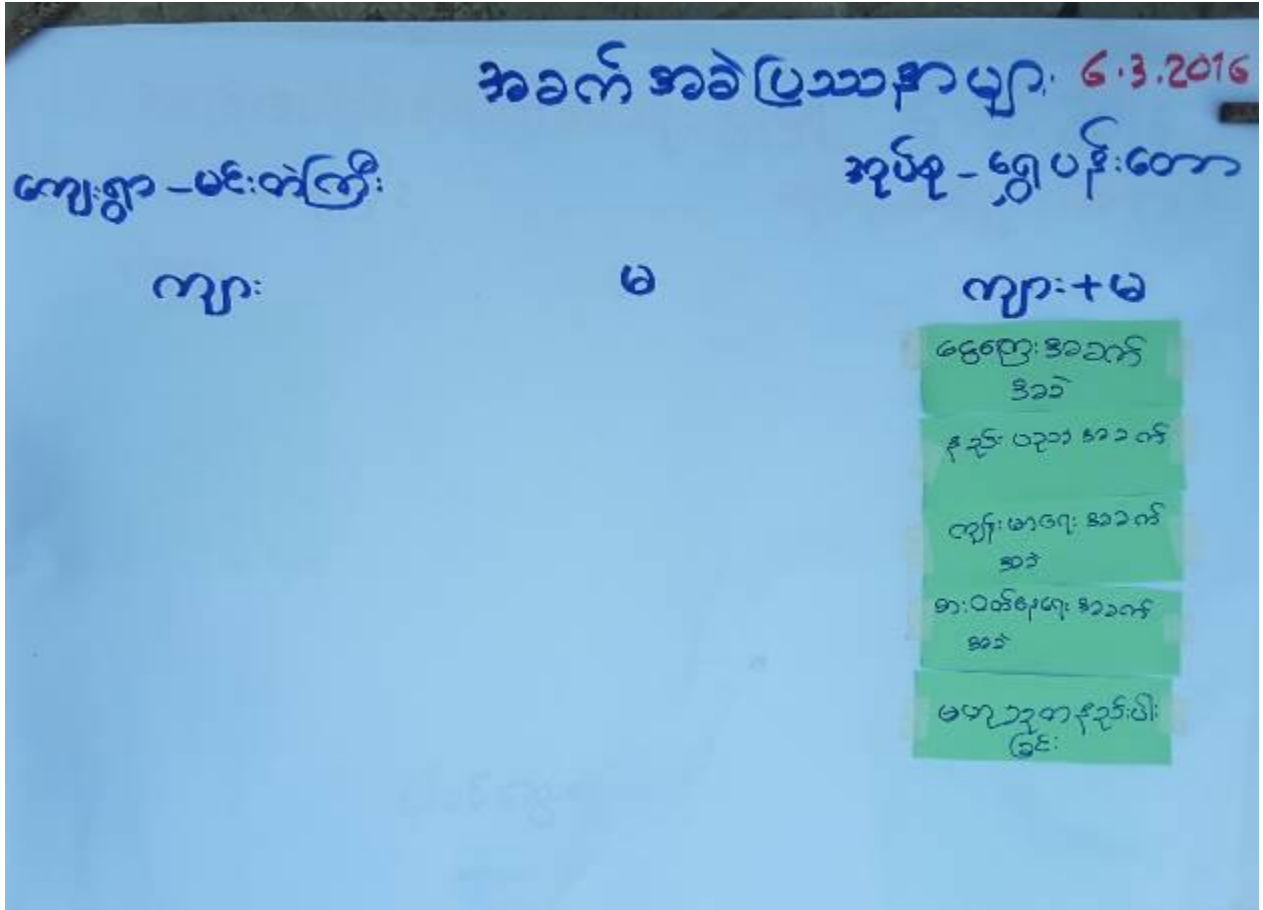 အခက် အခဲ ပြဿနာများ 6.3.2016
ကျေးရွာ - မင်းတဲကြီး
အုပ်စု - ရွှေပန်းတော
ကျား မ ကျား+မ
ငွေကြေး အခက်
အခဲ
နည်း ပညာ အခက်
ကျန်းမာရေး အခက်
အခဲ
စား၀တ်နေရေး အခက်
အခဲ
ဗဟု သုတ နည်းပါး
ခြင်း